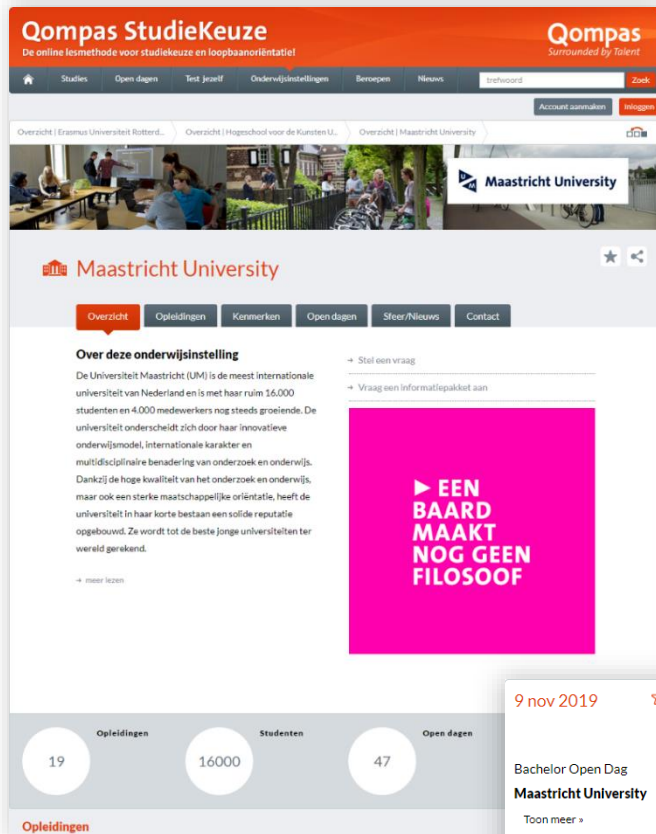 Qompas StudieKeuze
De online lesmethode voor studiekeuze en loopbaanoriëntatie!
Qompas
Surrounded by Talent
Studies Open dagen Test jezelf Onderwijsinstellingen Beroepen Nieuws trefwoord Zoek
Account aanmaken Inloggen
Overzicht | Erasmus Universiteit Rotterd... Overzicht | Hogeschool voor de Kunsten U... Overzicht | Maastricht University
Maastricht University
Maastricht University
Overzicht Opleidingen Kenmerken Open dagen Sfeer/Nieuws Contact
Over deze onderwijsinstelling
De Universiteit Maastricht (UM) is de meest internationale
universiteit van Nederland en is met haar ruim 16.000
studenten en 4.000 medewerkers nog steeds groeiende. De
universiteit onderscheidt zich door haar innovatieve
onderwijsmodel, internationale karakter en
multidisciplinaire benadering van onderzoek en onderwijs.
Dankzij de hoge kwaliteit van het onderzoek en onderwijs,
maar ook een sterke maatschappelijke oriëntatie, heeft de
universiteit in haar korte bestaan een solide reputatie
opgebouwd. Ze wordt tot de beste jonge universiteiten ter
wereld gerekend.
→ meer lezen
→ Stel een vraag
→ Vraag een informatiepakket aan
▶ EEN
BAARD
MAAKT
NOG GEEN
FILOSOOF
Opleidingen
19
Studenten
16000
Open dagen
47
Opleidingen
9 nov 2019
Bachelor Open Dag
Maastricht University
Toon meer »